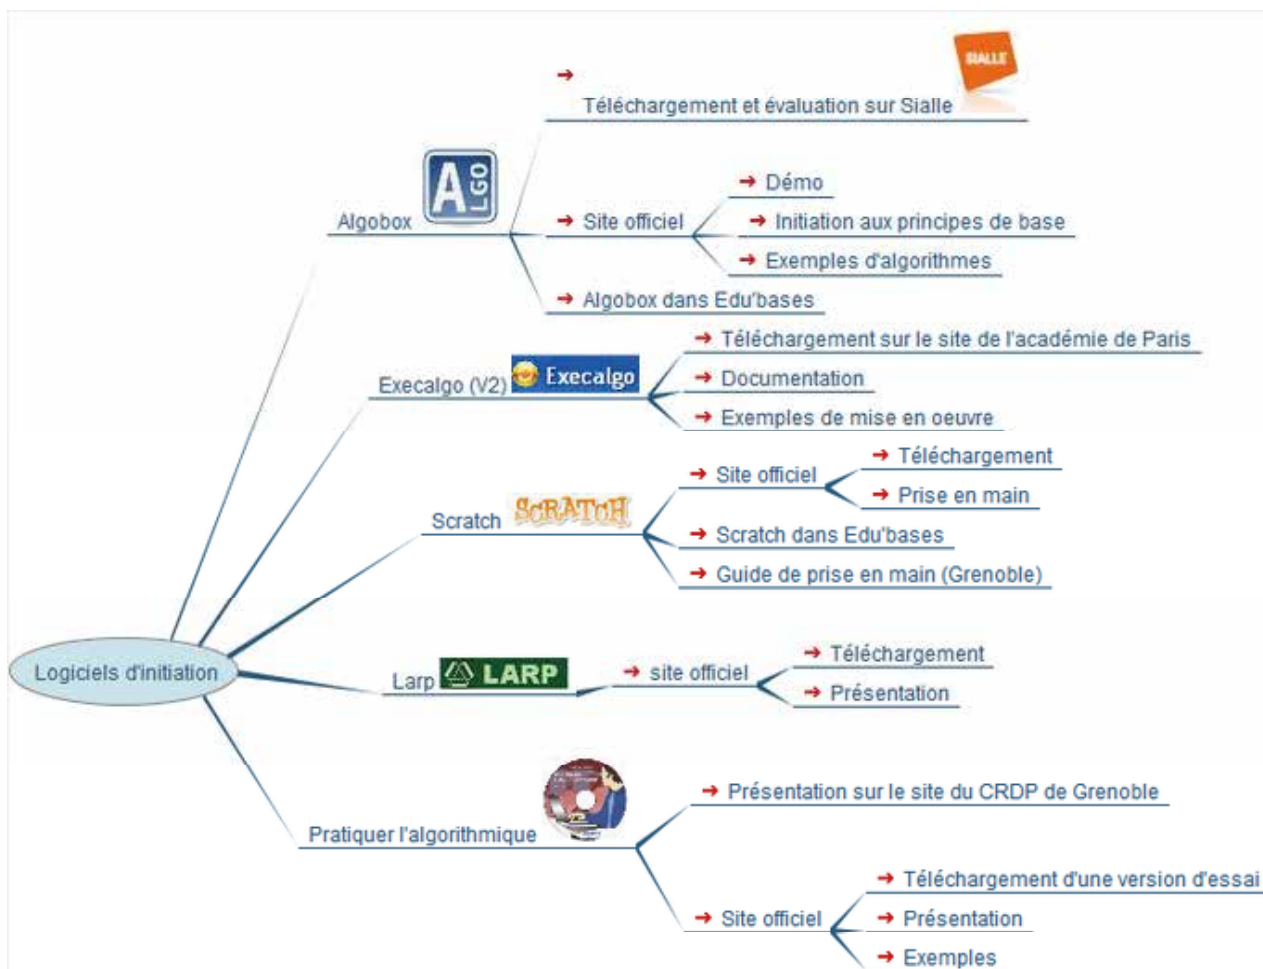 SIALLE
Téléchargement et évaluation sur Sialle
ALGO
Algobox
Démo
Site officiel
Initiation aux principes de base
Exemples d'algorithmes
Algobox dans Edu'bases
Téléchargement sur le site de l'académie de Paris
Execalgo (V2)
Execalgo
Documentation
Exemples de mise en oeuvre
Téléchargement
Site officiel
Prise en main
Scratch
SCRATCH
Scratch dans Edu'bases
Guide de prise en main (Grenoble)
Logiciels d'initiation
Larp
LARP
site officiel
Téléchargement
Présentation
Pratiquer l'algorithmique
Présentation sur le site du CRDP de Grenoble
Téléchargement d'une version d'essai
Site officiel
Présentation
Exemples